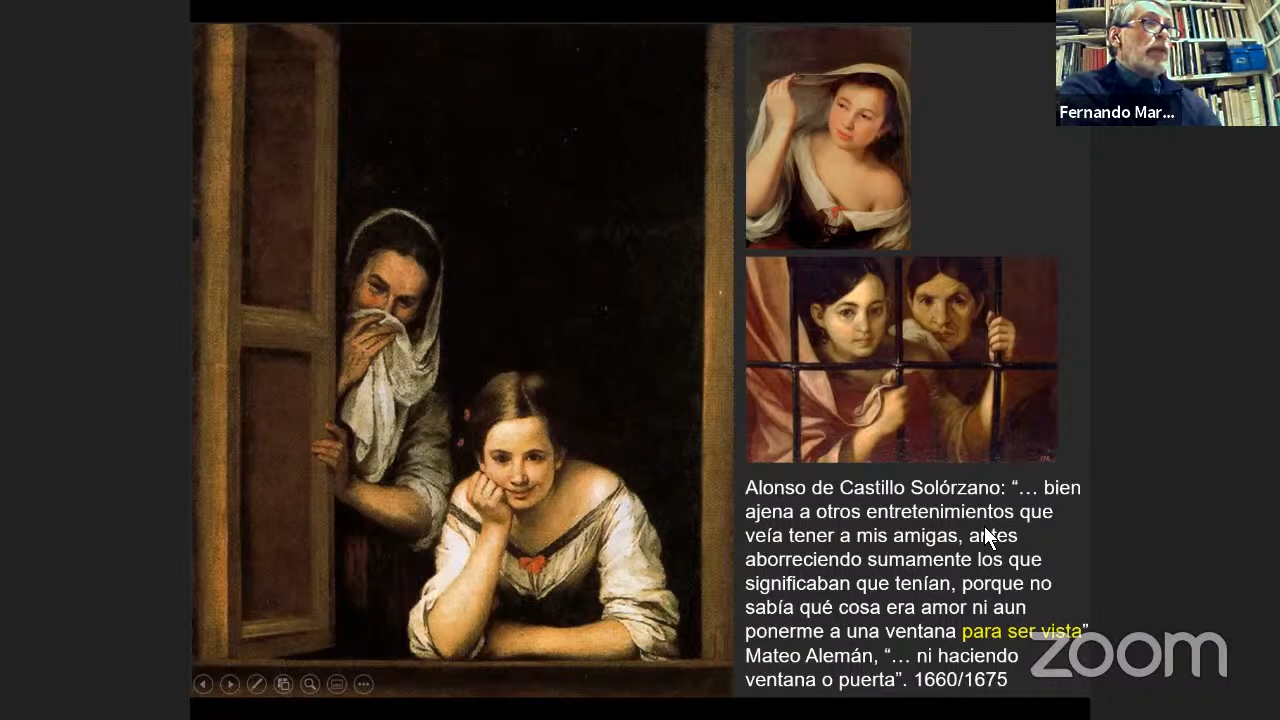 Fernando Mar...
Alonso de Castillo Solórzano: “… bien
ajena a otros entretenimientos que
veía tener a mis amigas, antes
aborreciendo sumamente los que
significaban que tenían, porque no
sabía qué cosa era amor ni aun
ponerme a una ventana para ser vista”
Mateo Alemán, “… ni haciendo
ventana o puerta”. 1660/1675
zoom